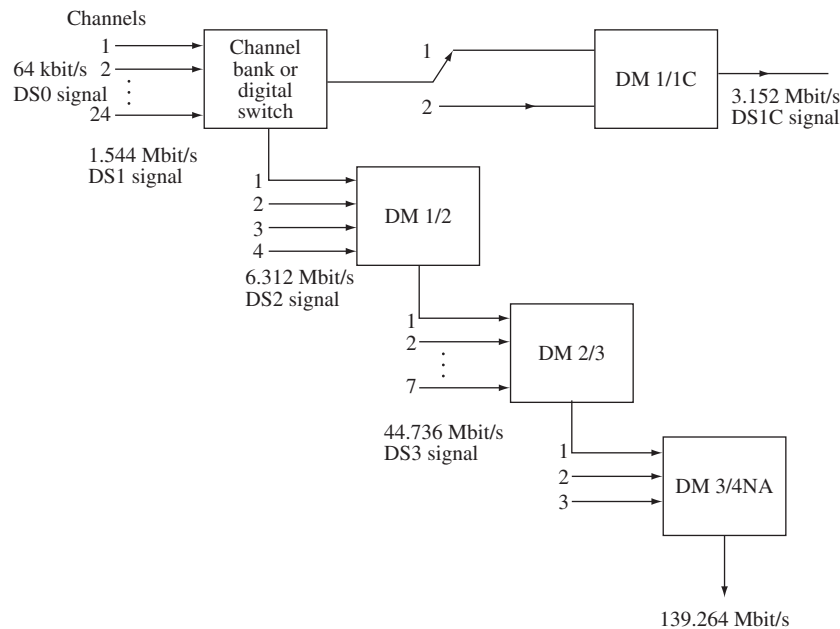 Channels
1
64 kbit/s 2
DS0 signal
24
Channel
bank or
digital
switch
1
2
DM 1/1C
3.152 Mbit/s
DS1C signal
1.544 Mbit/s
DS1 signal
1
2
3
4
DM 1/2
6.312 Mbit/s
DS2 signal
1
2
7
DM 2/3
44.736 Mbit/s
DS3 signal
1
2
3
DM 3/4NA
139.264 Mbit/s